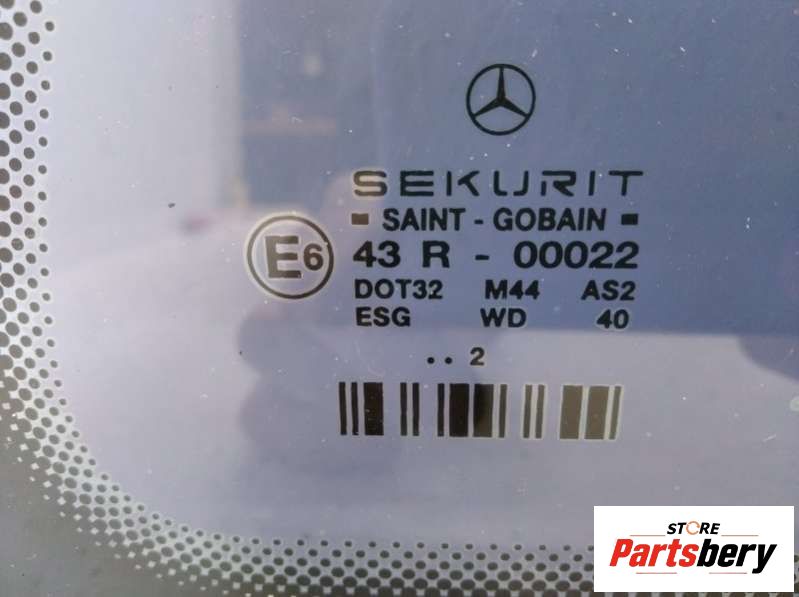 SEKURIT
SAINT - GOBAIN
E6 43 R - 00022
DOT32 M44 AS2
ESG WD 40
.. 2
STORE
Partsbery